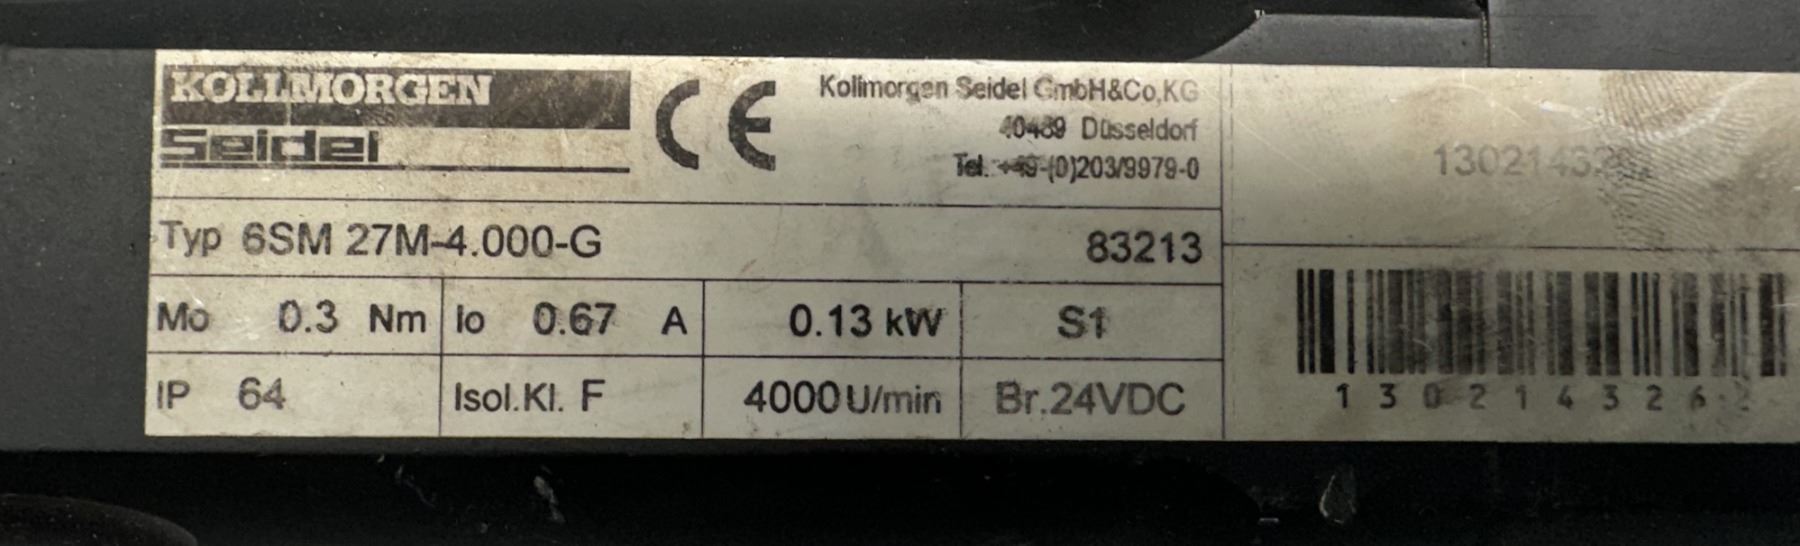 KOLLMORGEN
Seidel
CE
Kollmorgen Seidel GmbH&Co,KG
40489 Düsseldorf
Tel. +49-(0)203/9979-0
Typ 6SM 27M-4.000-G 83213
Mo 0.3 Nm Io 0.67 A 0.13 kW S1
IP 64 Isol.Kl. F 4000U/min Br.24VDC
1302143262